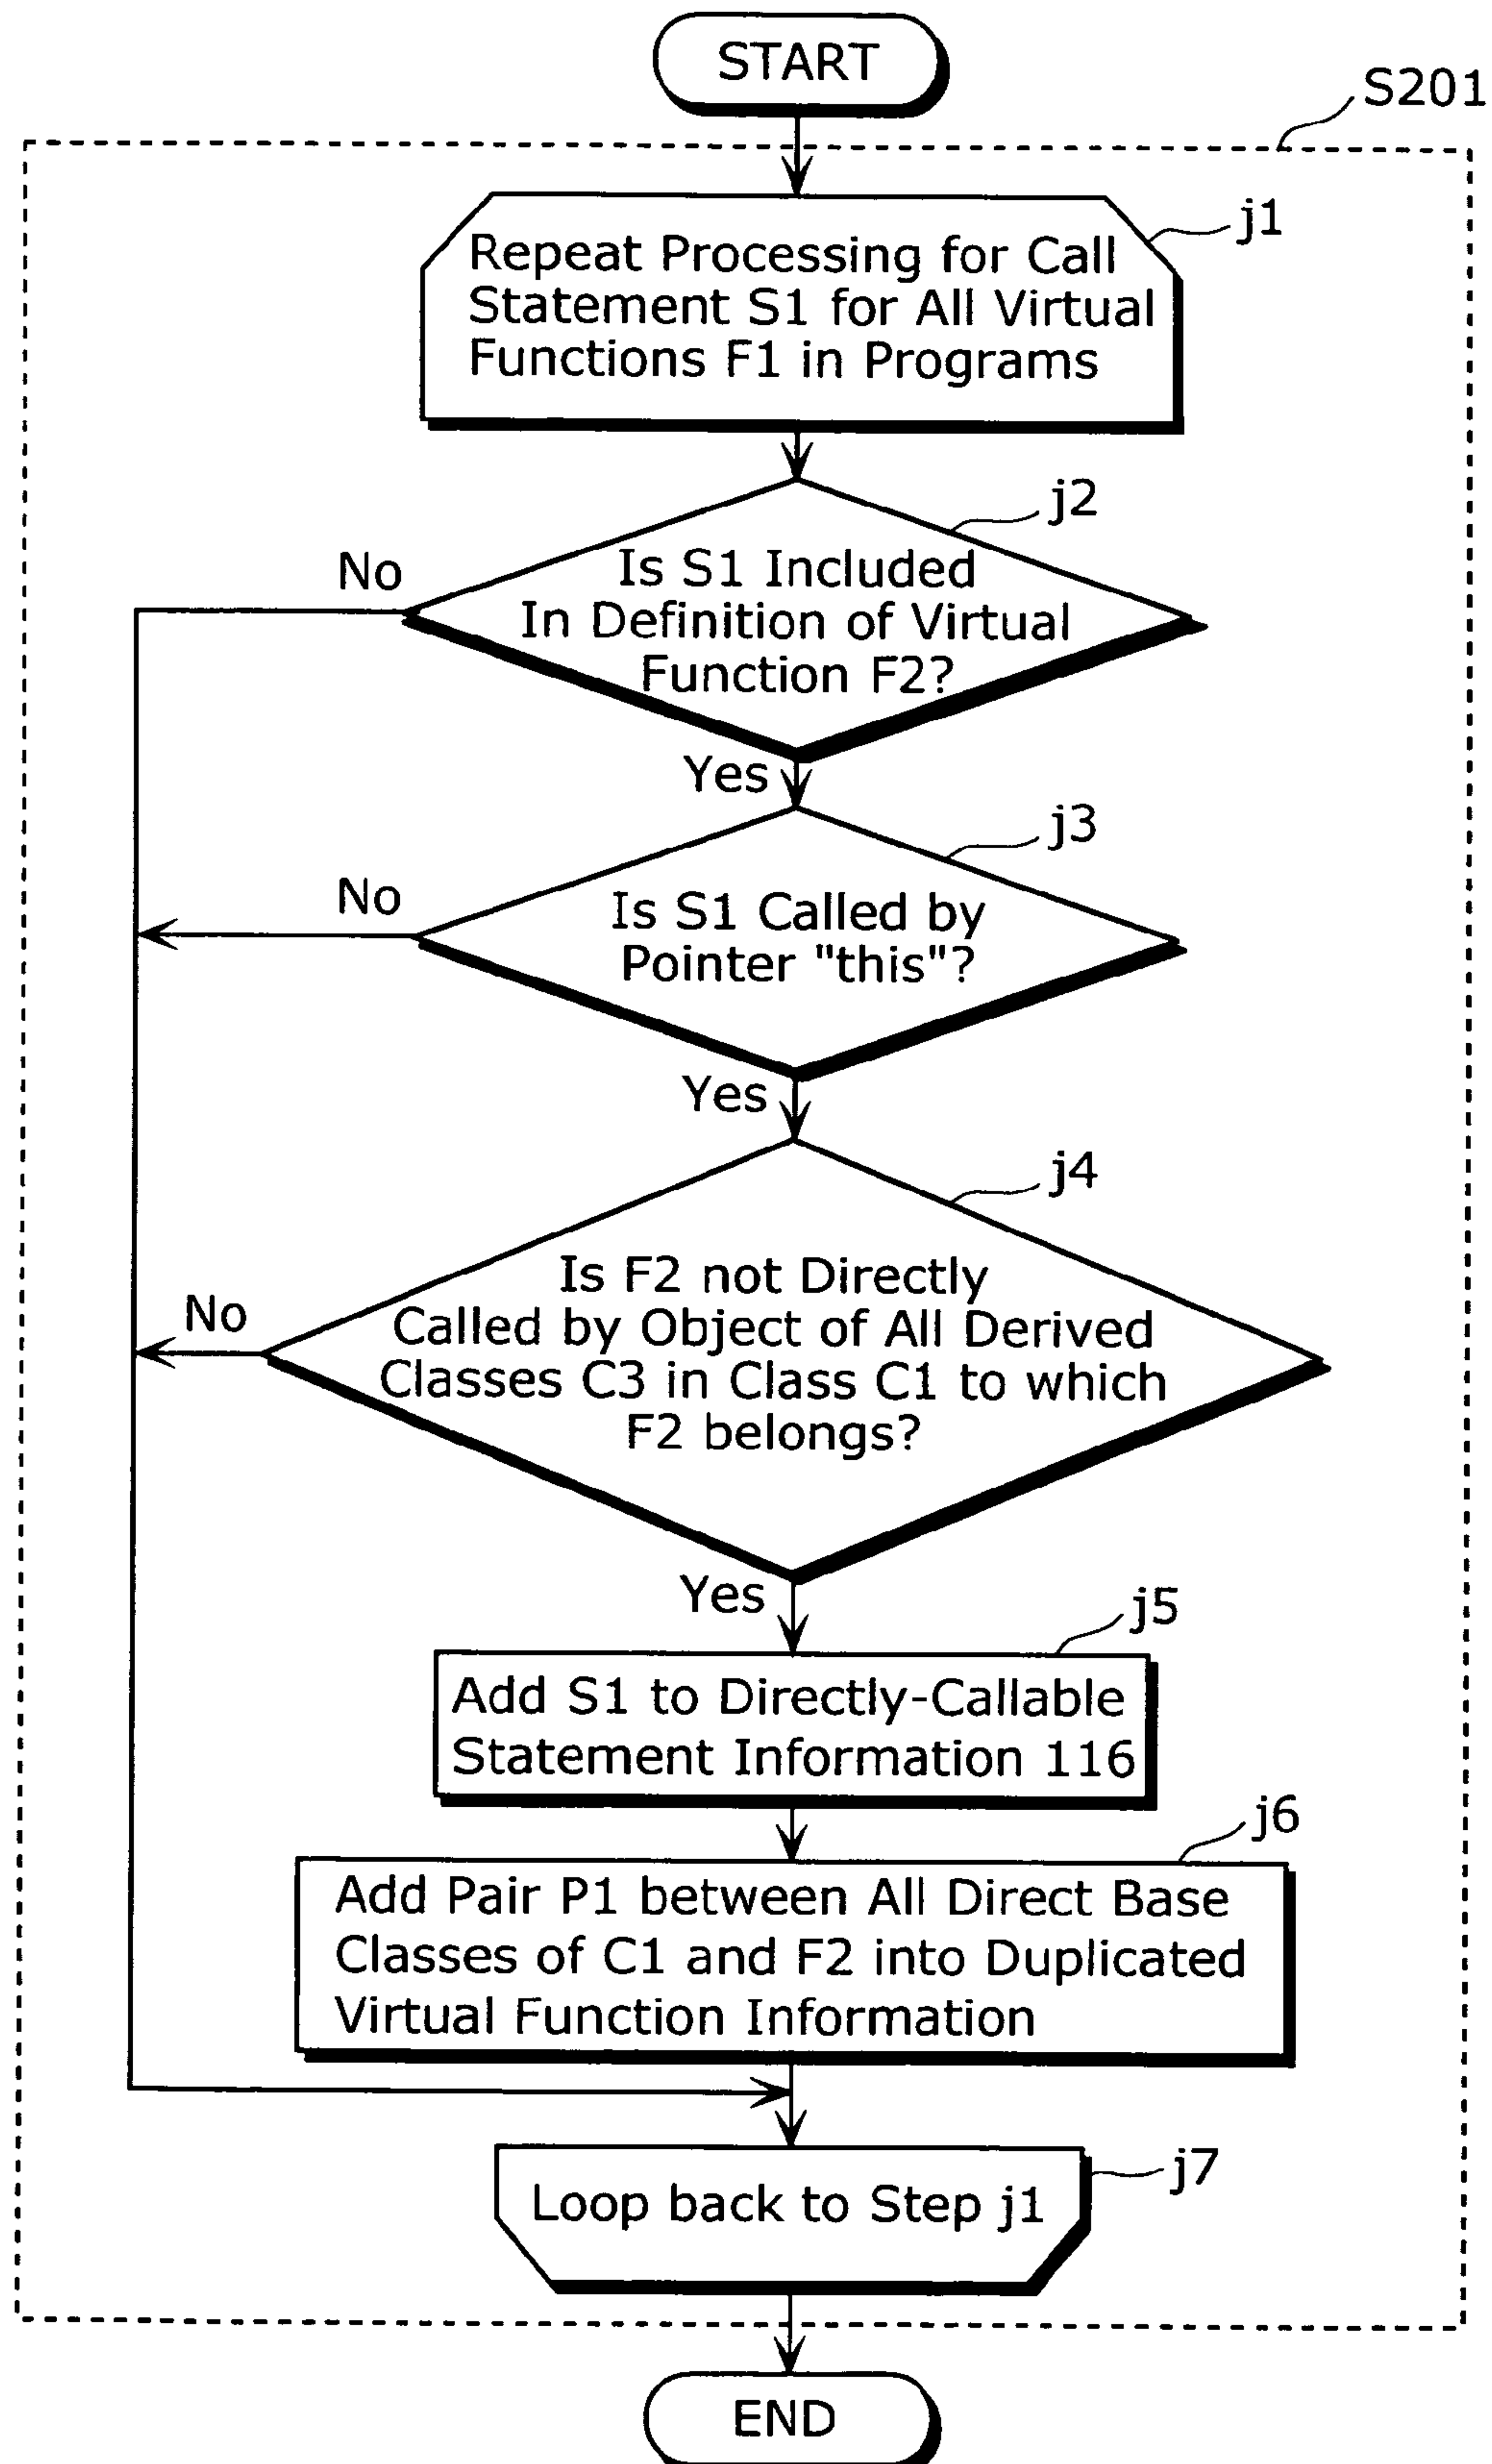 START
S201
j1
Repeat Processing for Call
Statement S1 for All Virtual
Functions F1 in Programs
j2
No
Is S1 Included
In Definition of Virtual
Function F2?
Yes
j3
No
Is S1 Called by
Pointer "this"?
Yes
j4
No
Is F2 not Directly
Called by Object of All Derived
Classes C3 in Class C1 to which
F2 belongs?
Yes
j5
Add S1 to Directly-Callable
Statement Information 116
j6
Add Pair P1 between All Direct Base
Classes of C1 and F2 into Duplicated
Virtual Function Information
j7
Loop back to Step j1
END